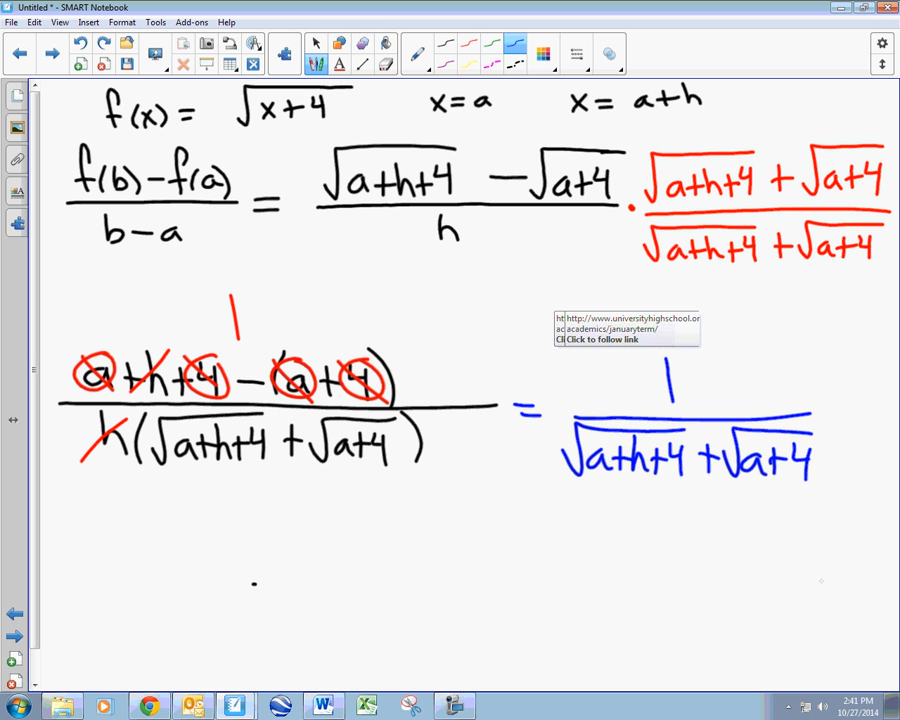 Untitled * - SMART Notebook
File Edit View Insert Format Tools Add-ons Help
f(x) = √(x+4) x=a x= a+h
(f(b)-f(a))/(b-a) = (√(a+h+4) - √(a+4))/h · (√(a+h+4) + √(a+4))/(√(a+h+4) + √(a+4))
1
http://www.universityhighschool.or
academics/januaryterm/
Click to follow link
(a+h+4 - (a+4))/(h(√(a+h+4) + √(a+4))) = 1/(√(a+h+4) + √(a+4))
2:41 PM
10/27/2014